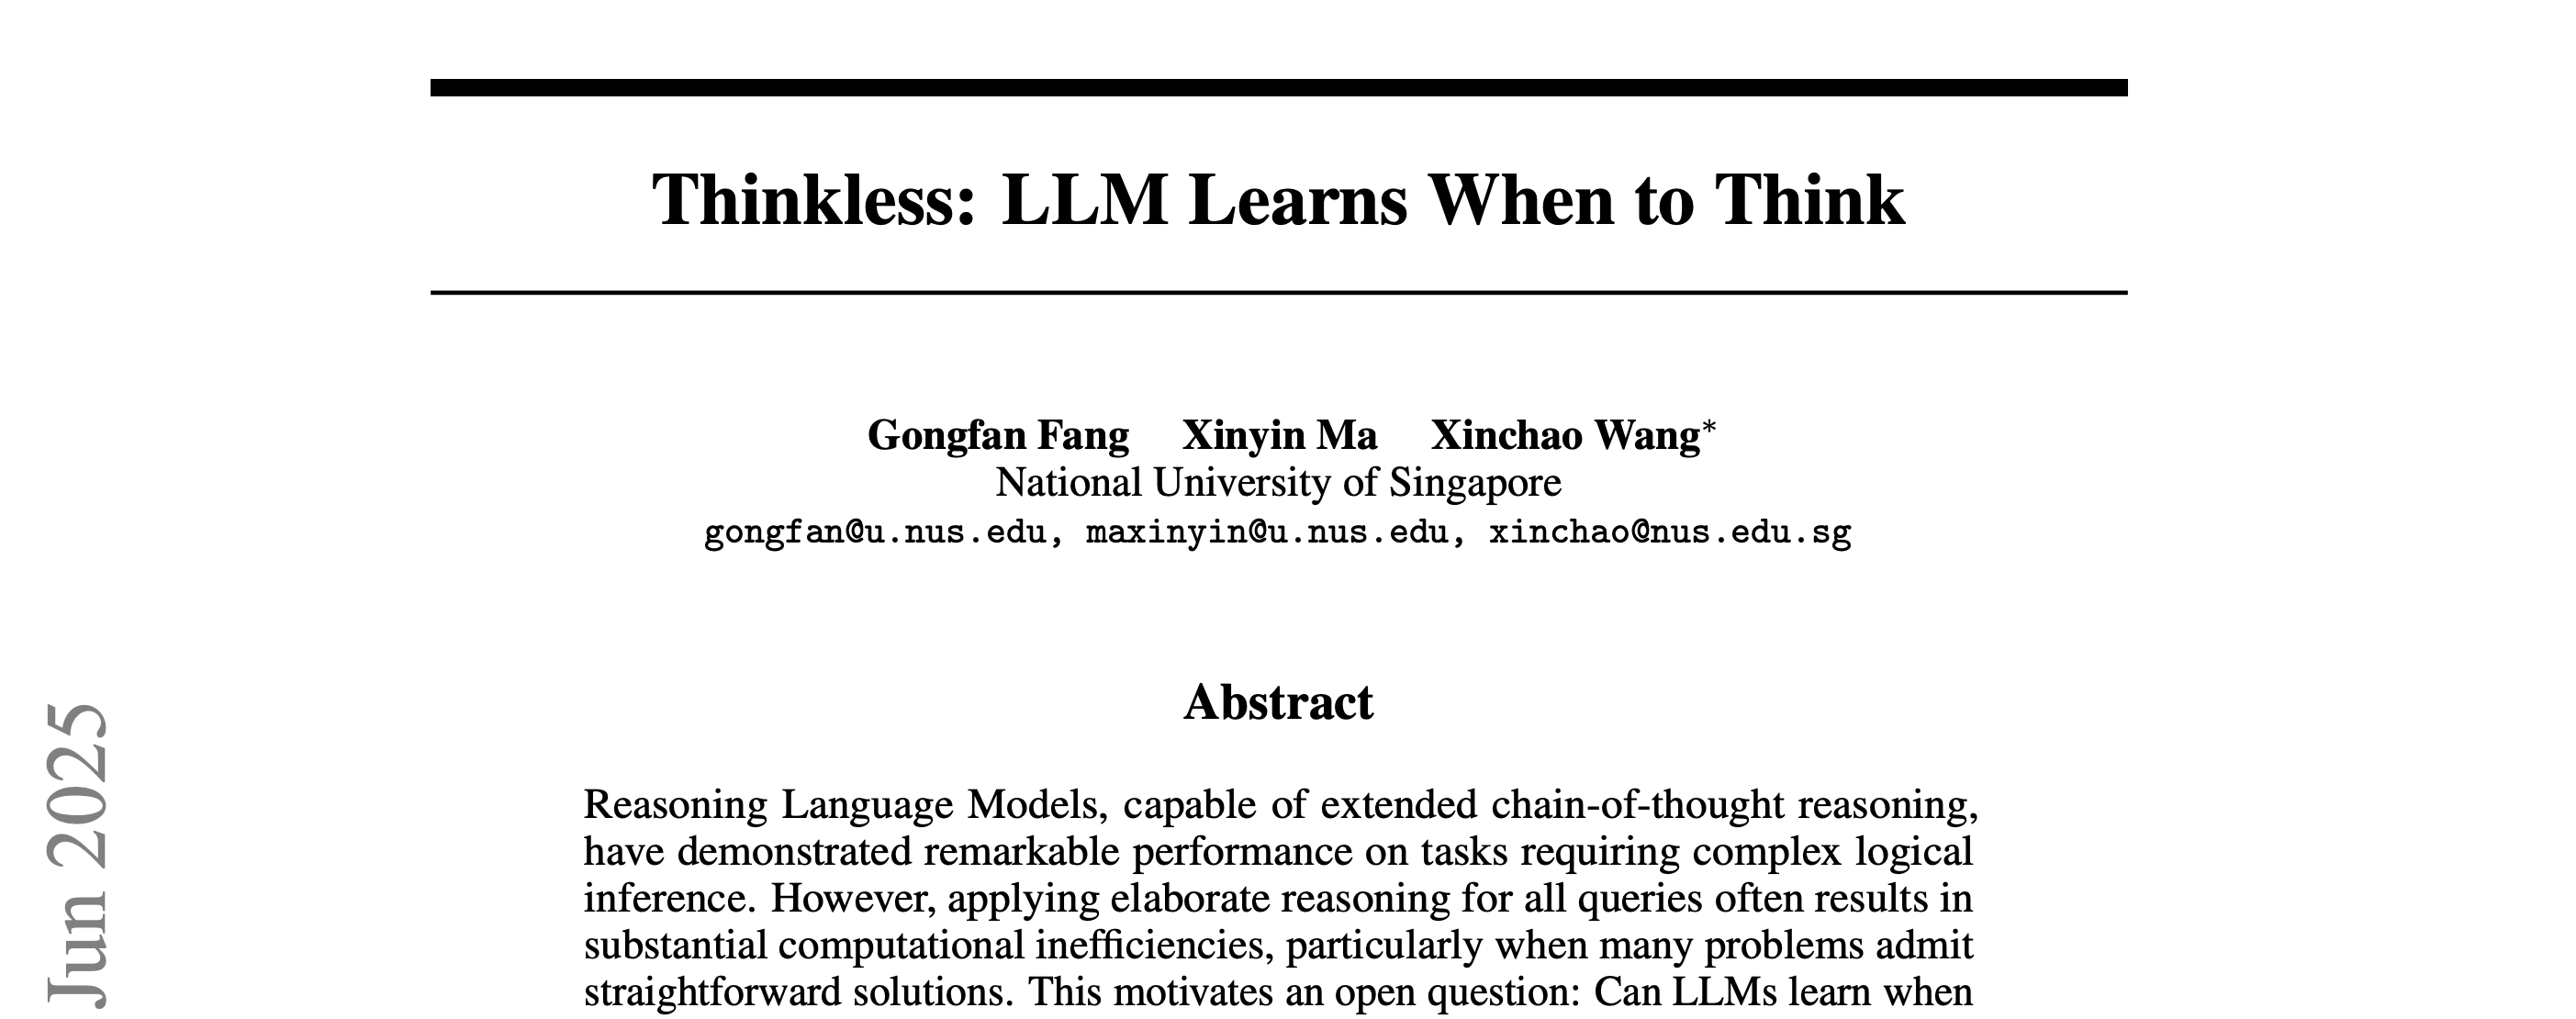 Thinkless: LLM Learns When to Think
Gongfan Fang Xinyin Ma Xinchao Wang*
National University of Singapore
gongfan@u.nus.edu, maxinyin@u.nus.edu, xinchao@nus.edu.sg
Abstract
Reasoning Language Models, capable of extended chain-of-thought reasoning,
have demonstrated remarkable performance on tasks requiring complex logical
inference. However, applying elaborate reasoning for all queries often results in
substantial computational inefficiencies, particularly when many problems admit
straightforward solutions. This motivates an open question: Can LLMs learn when
Jun 2025